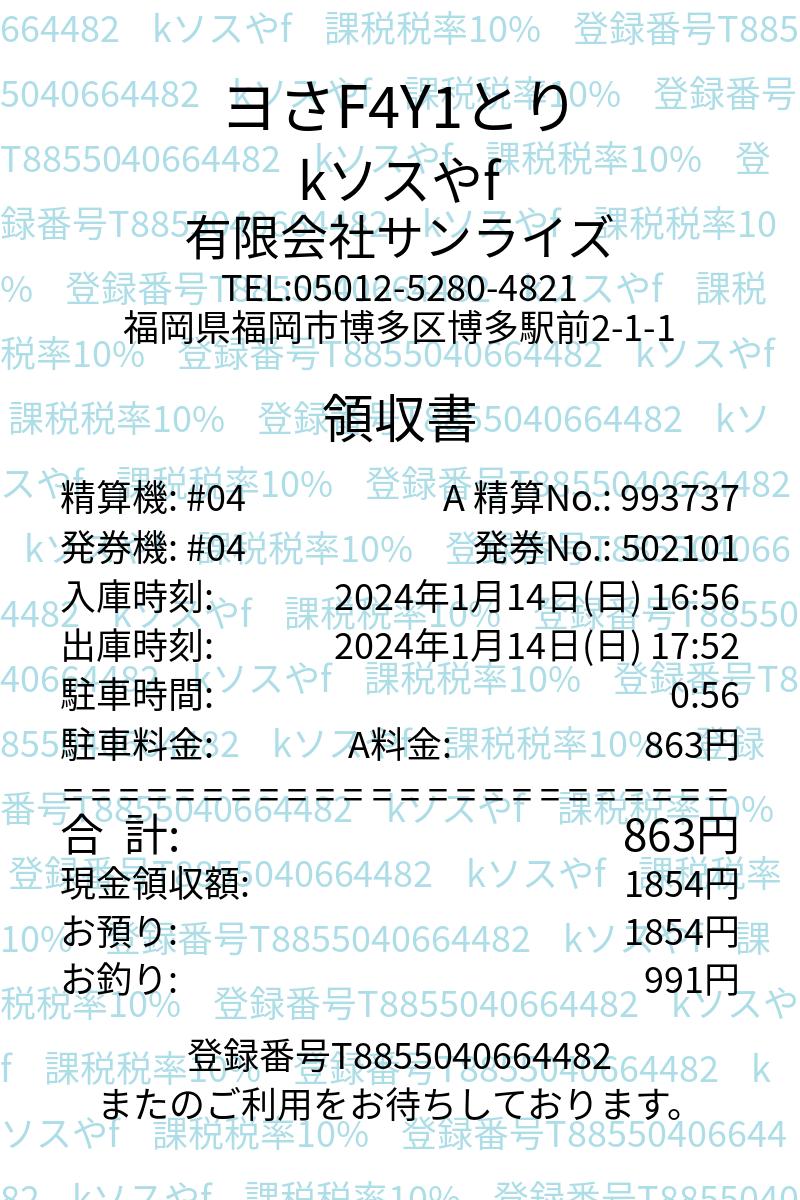 ヨさF4Y1とり
kソスやf
有限会社サンライズ
TEL:05012-5280-4821
福岡県福岡市博多区博多駅前2-1-1
領収書
精算機: #04 A 精算No.: 993737
発券機: #04 発券No.: 502101
入庫時刻: 2024年1月14日(日) 16:56
出庫時刻: 2024年1月14日(日) 17:52
駐車時間: 0:56
駐車料金: A料金: 863円
========================
合 計: 863円
現金領収額: 1854円
お預り: 1854円
お釣り: 991円
登録番号T8855040664482
またのご利用をお待ちしております。